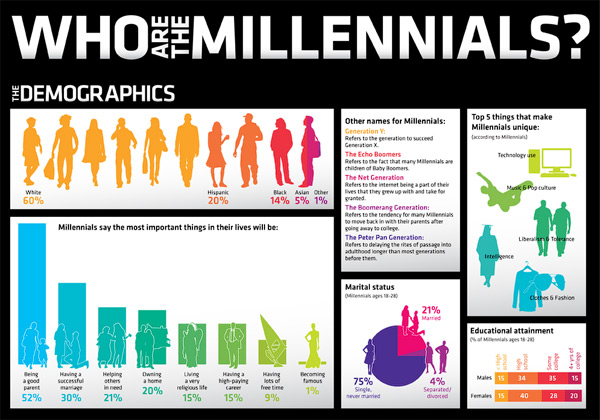 WHO ARE THE MILLENNIALS?
THE DEMOGRAPHICS
White
60%
Hispanic
20%
Black
14%
Asian
5%
Other
1%
Other names for Millennials:
Generation Y:
Refers to the generation to succeed
Generation X.
The Echo Boomers
Refers to the fact that many Millennials are
children of Baby Boomers.
The Net Generation
Refers to the internet being a part of their
lives that they grew up with and take for
granted.
The Boomerang Generation:
Refers to the tendency for many Millennials
to move back in with their parents after
going away to college.
The Peter Pan Generation:
Refers to delaying the rites of passage into
adulthood longer than most generations
before them.
Top 5 things that make
Millennials unique:
(according to Millennials)
Technology use
Music & Pop culture
Liberalism & Tolerance
Intelligence
Clothes & Fashion
Millennials say the most important things in their lives will be:
Being
a good
parent
52%
Having a
successful
marriage
30%
Helping
others
in need
21%
Owning
a home
20%
Living
a very
religious life
15%
Having a
high-paying
career
15%
Having
lots of
free time
9%
Becoming
famous
1%
Marital status
(Millennials ages 18-28)
21%
Married
75%
Single,
never married
4%
Separated/
divorced
Educational attainment
(% of Millennials ages 18-28)
< high
school
High
school
Some
college
4+ yrs of
college
Males 15 34 35 15
Females 15 40 28 20